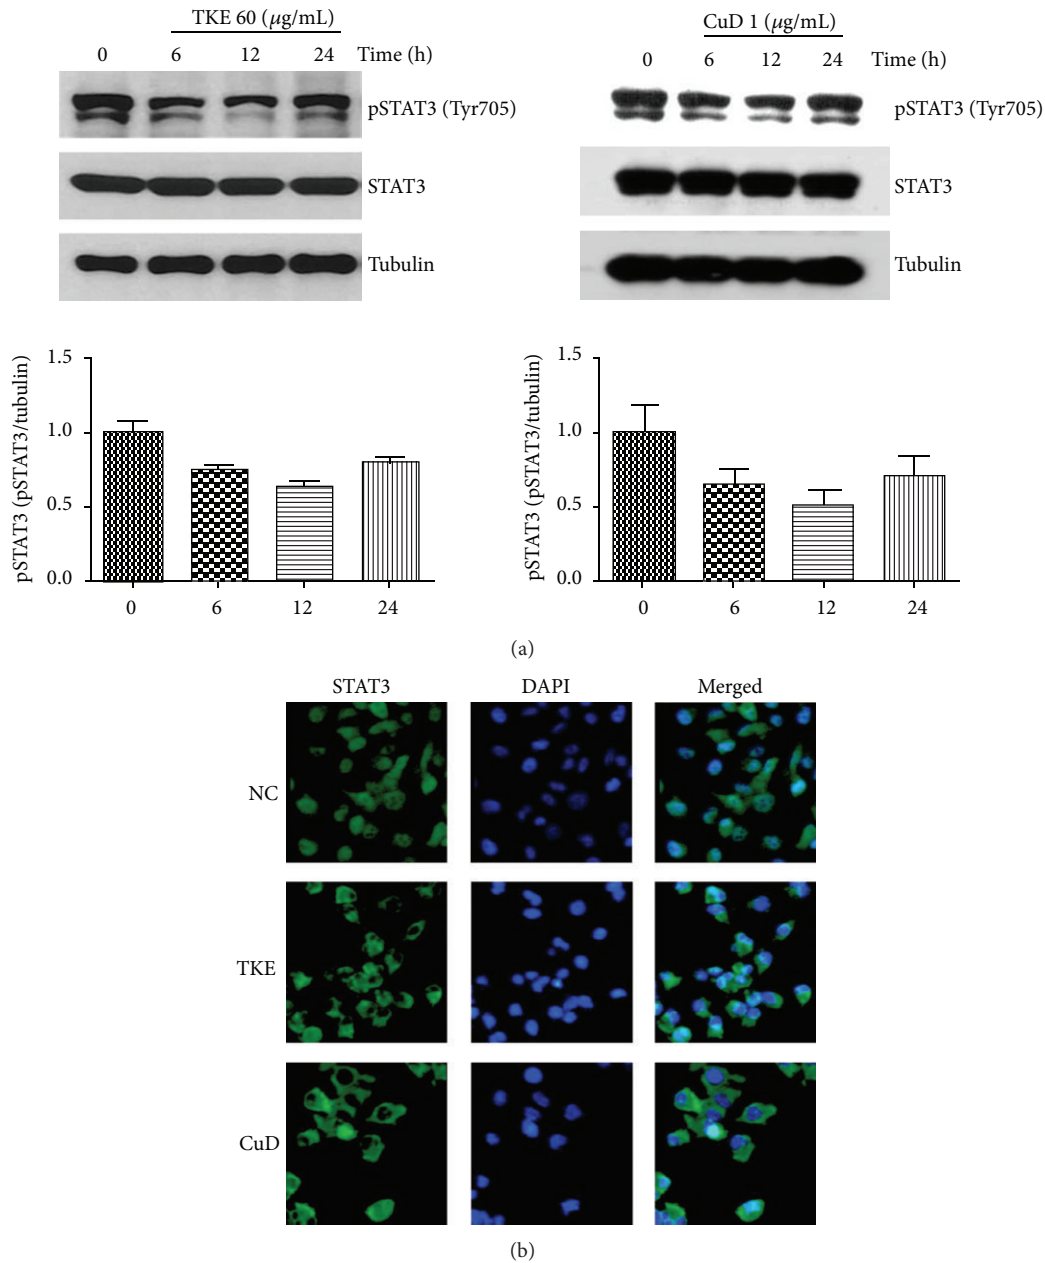 TKE 60 (μg/mL)
0 6 12 24 Time (h)
pSTAT3 (Tyr705)
STAT3
Tubulin
CuD 1 (μg/mL)
0 6 12 24 Time (h)
pSTAT3 (Tyr705)
STAT3
Tubulin
pSTAT3 (pSTAT3/tubulin)
1.5
1.0
0.5
0.0
0 6 12 24
pSTAT3 (pSTAT3/tubulin)
1.5
1.0
0.5
0.0
0 6 12 24
(a)
STAT3 DAPI Merged
NC
TKE
CuD
(b)